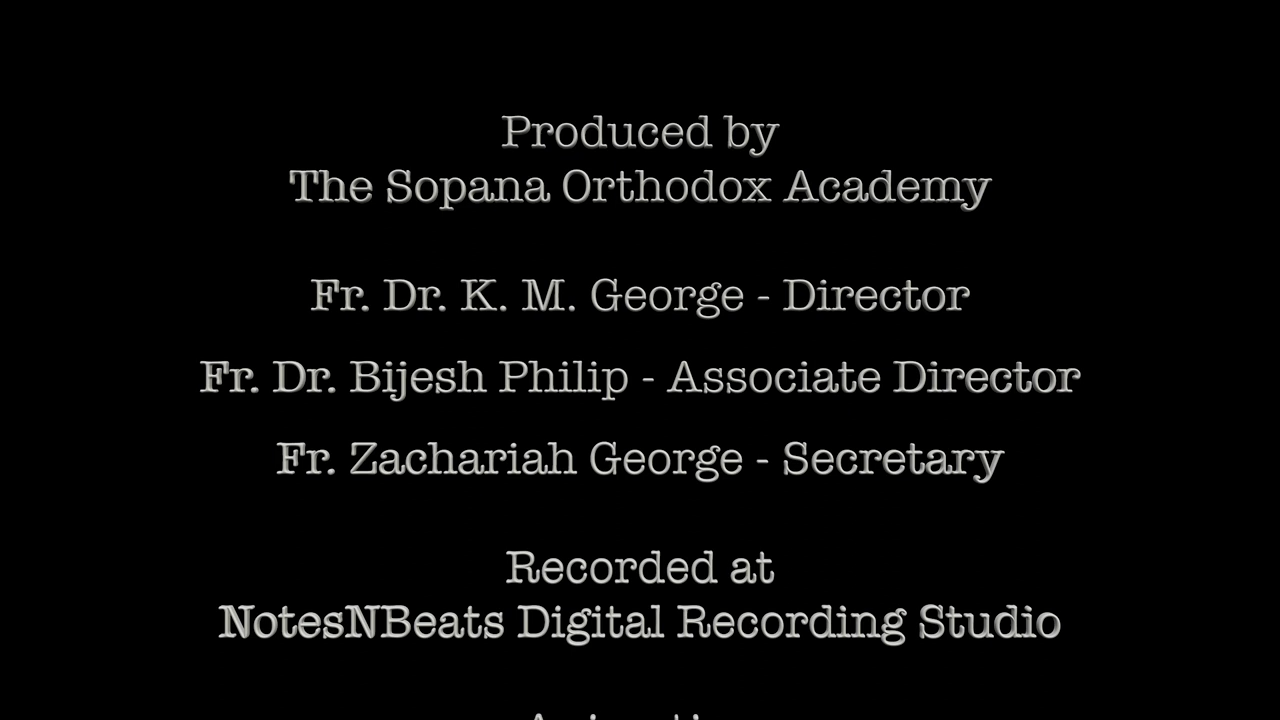 Produced by
The Sopana Orthodox Academy
Fr. Dr. K. M. George - Director
Fr. Dr. Bijesh Philip - Associate Director
Fr. Zachariah George - Secretary
Recorded at
NotesNBeats Digital Recording Studio